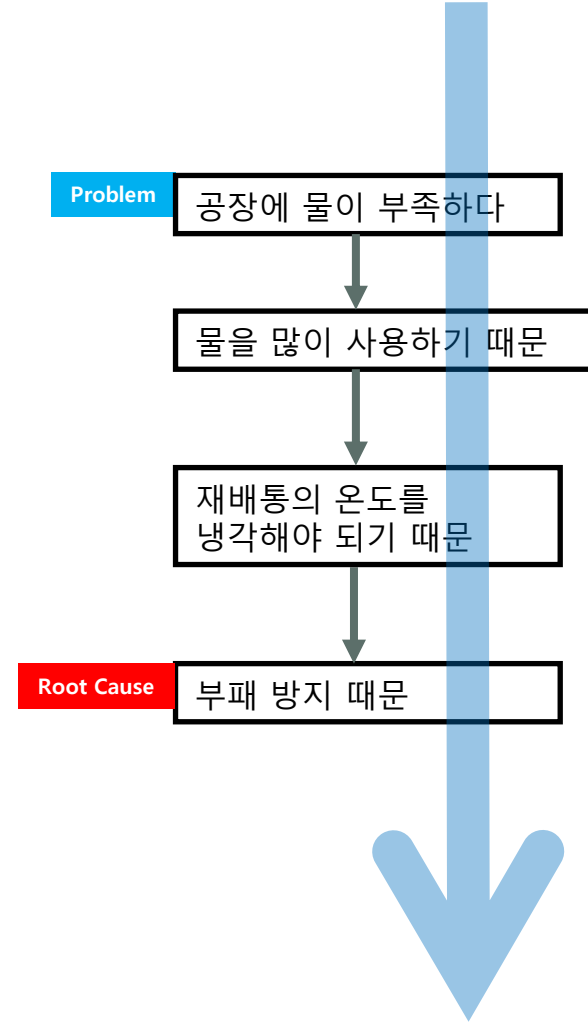 Problem
공장에 물이 부족하다
물을 많이 사용하기 때문
재배통의 온도를
냉각해야 되기 때문
Root Cause
부패 방지 때문